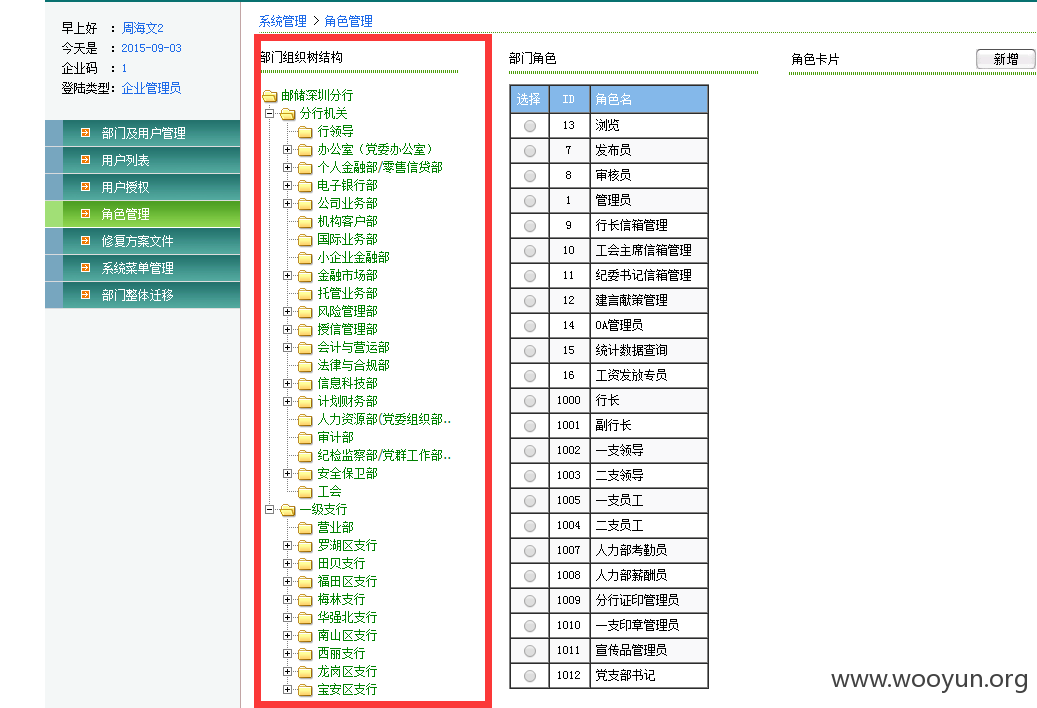 早上好 ： 周海文2
今天是 ： 2015-09-03
企业码 ： 1
登陆类型: 企业管理员
部门及用户管理
用户列表
用户授权
角色管理
修复方案文件
系统菜单管理
部门整体迁移
系统管理 > 角色管理
部门组织树结构
邮储深圳分行
分行机关
行领导
办公室（党委办公室）
个人金融部/零售信贷部
电子银行部
公司业务部
机构客户部
国际业务部
小企业金融部
金融市场部
托管业务部
风险管理部
授信管理部
会计与营运部
法律与合规部
信息科技部
计划财务部
人力资源部(党委组织部..
审计部
纪检监察部/党群工作部..
安全保卫部
工会
一级支行
营业部
罗湖区支行
田贝支行
福田区支行
梅林支行
华强北支行
南山区支行
西丽支行
龙岗区支行
宝安区支行
部门角色
选择 ID 角色名
13 浏览
7 发布员
8 审核员
1 管理员
9 行长信箱管理
10 工会主席信箱管理
11 纪委书记信箱管理
12 建言献策管理
14 OA管理员
15 统计数据查询
16 工资发放专员
1000 行长
1001 副行长
1002 一支领导
1003 二支领导
1005 一支员工
1004 二支员工
1007 人力部考勤员
1008 人力部薪酬员
1009 分行证印管理员
1010 一支印章管理员
1011 宣传品管理员
1012 党支部书记
角色卡片
新增
www.wooyun.org